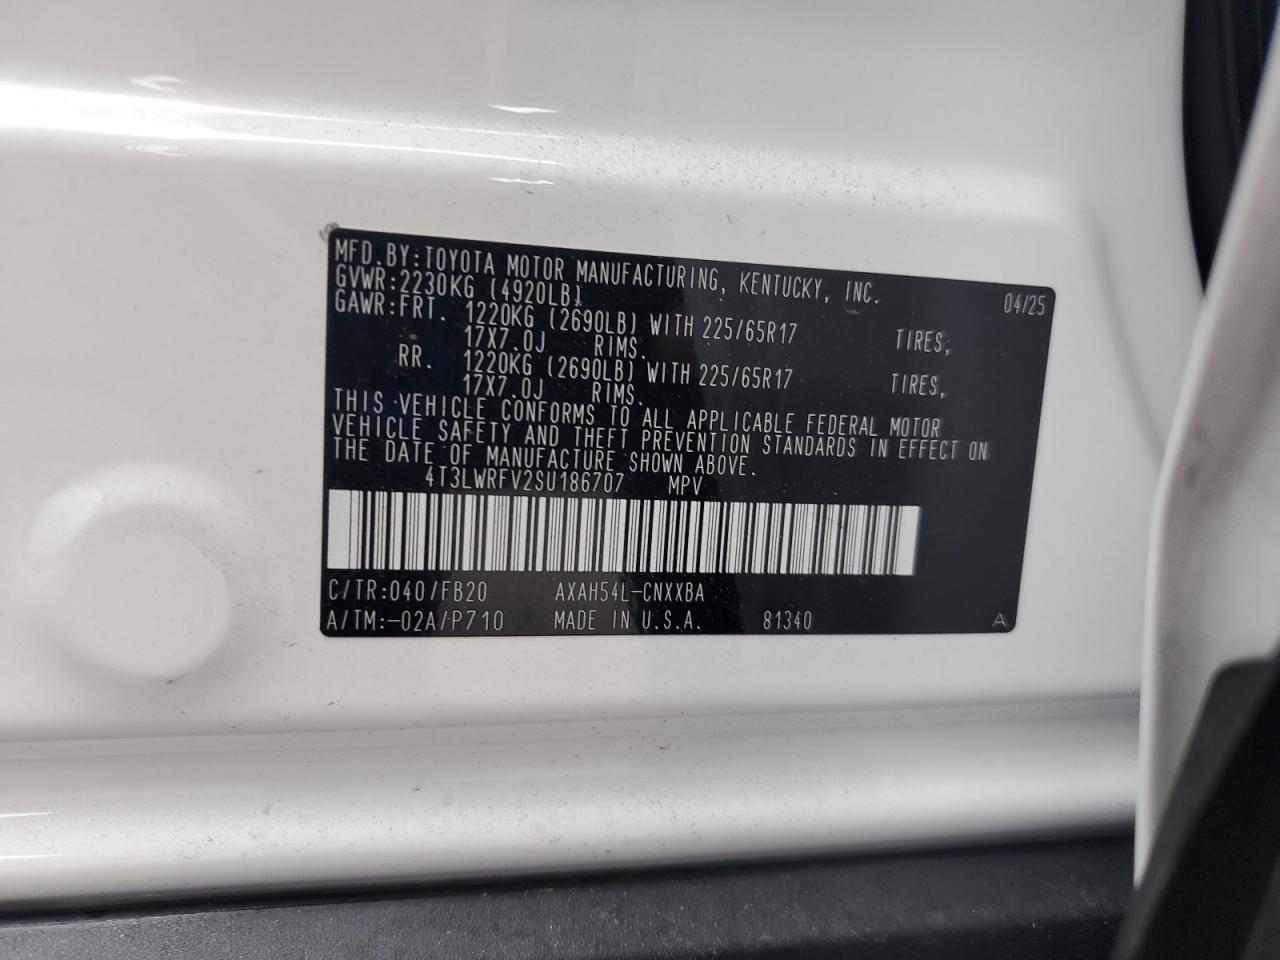 MFD.BY:TOYOTA MOTOR MANUFACTURING, KENTUCKY, INC. 04/25
GVWR:2230KG (4920LB)
GAWR:FRT. 1220KG (2690LB) WITH 225/65R17 TIRES,
17X7.0J RIMS.
RR. 1220KG (2690LB) WITH 225/65R17 TIRES,
17X7.0J RIMS.
THIS VEHICLE CONFORMS TO ALL APPLICABLE FEDERAL MOTOR
VEHICLE SAFETY AND THEFT PREVENTION STANDARDS IN EFFECT ON
THE DATE OF MANUFACTURE SHOWN ABOVE.
4T3LWRFV2SU186707 MPV
C/TR:040/FB20 AXAH54L-CNXXBA
A/TM:-02A/P710 MADE IN U.S.A. 81340 A